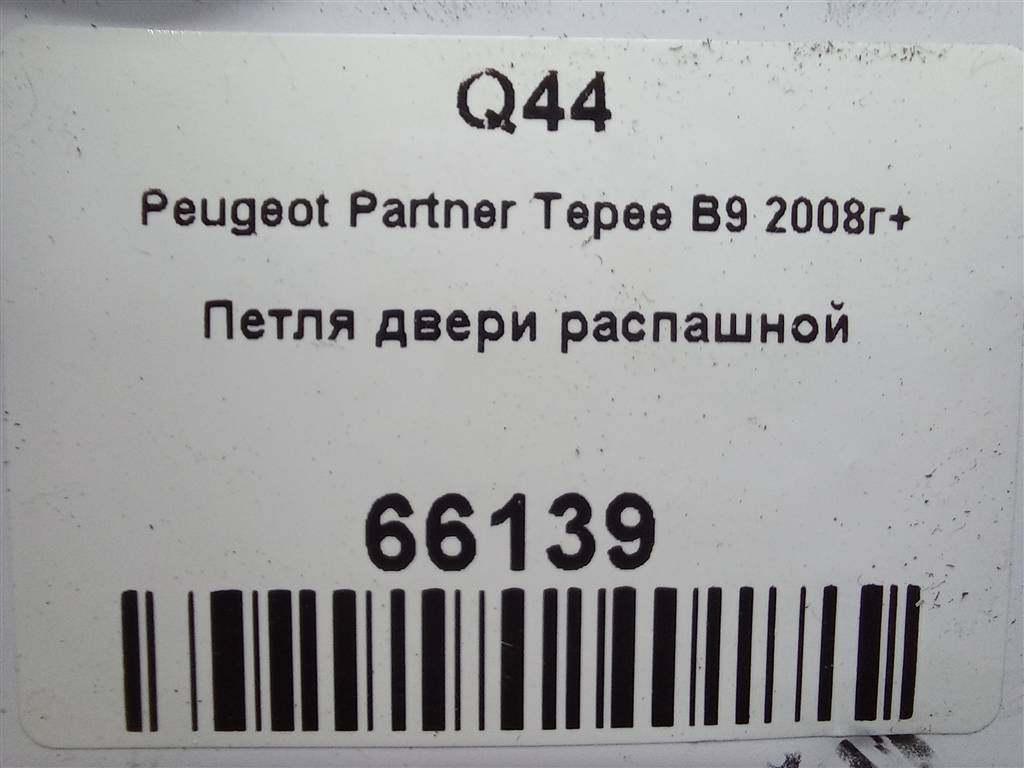 Q44
Peugeot Partner Tepee B9 2008г+
Петля двери распашной
66139